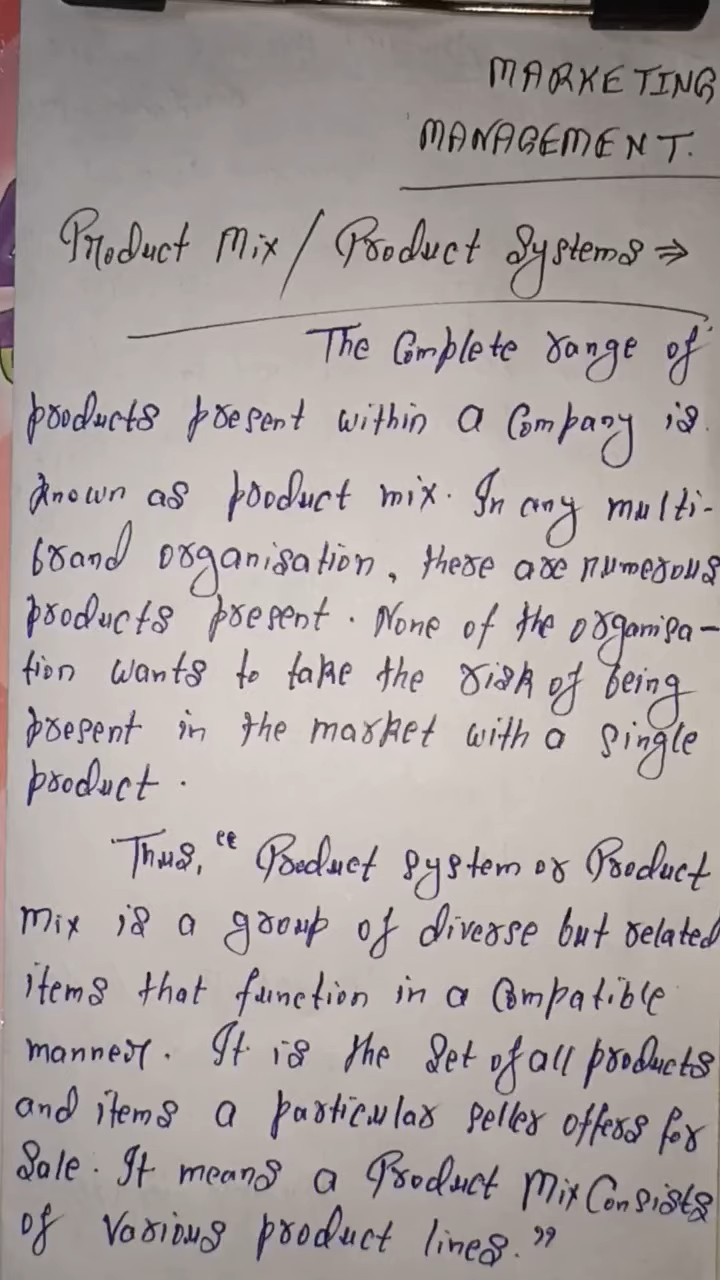 MARKETING
MANAGEMENT.
Product Mix / Product Systems ⇒
The Complete range of
products present within a Company is
known as product mix. In any multi-
brand organisation, there are numerous
products present. None of the organisa-
tion wants to take the risk of being
present in the market with a single
product.
Thus, "Product system or Product
Mix is a group of diverse but related
items that function in a Compatible
manner. It is the Set of all products
and items a particular seller offers for
Sale. It means a Product Mix Consists
of Various product lines."